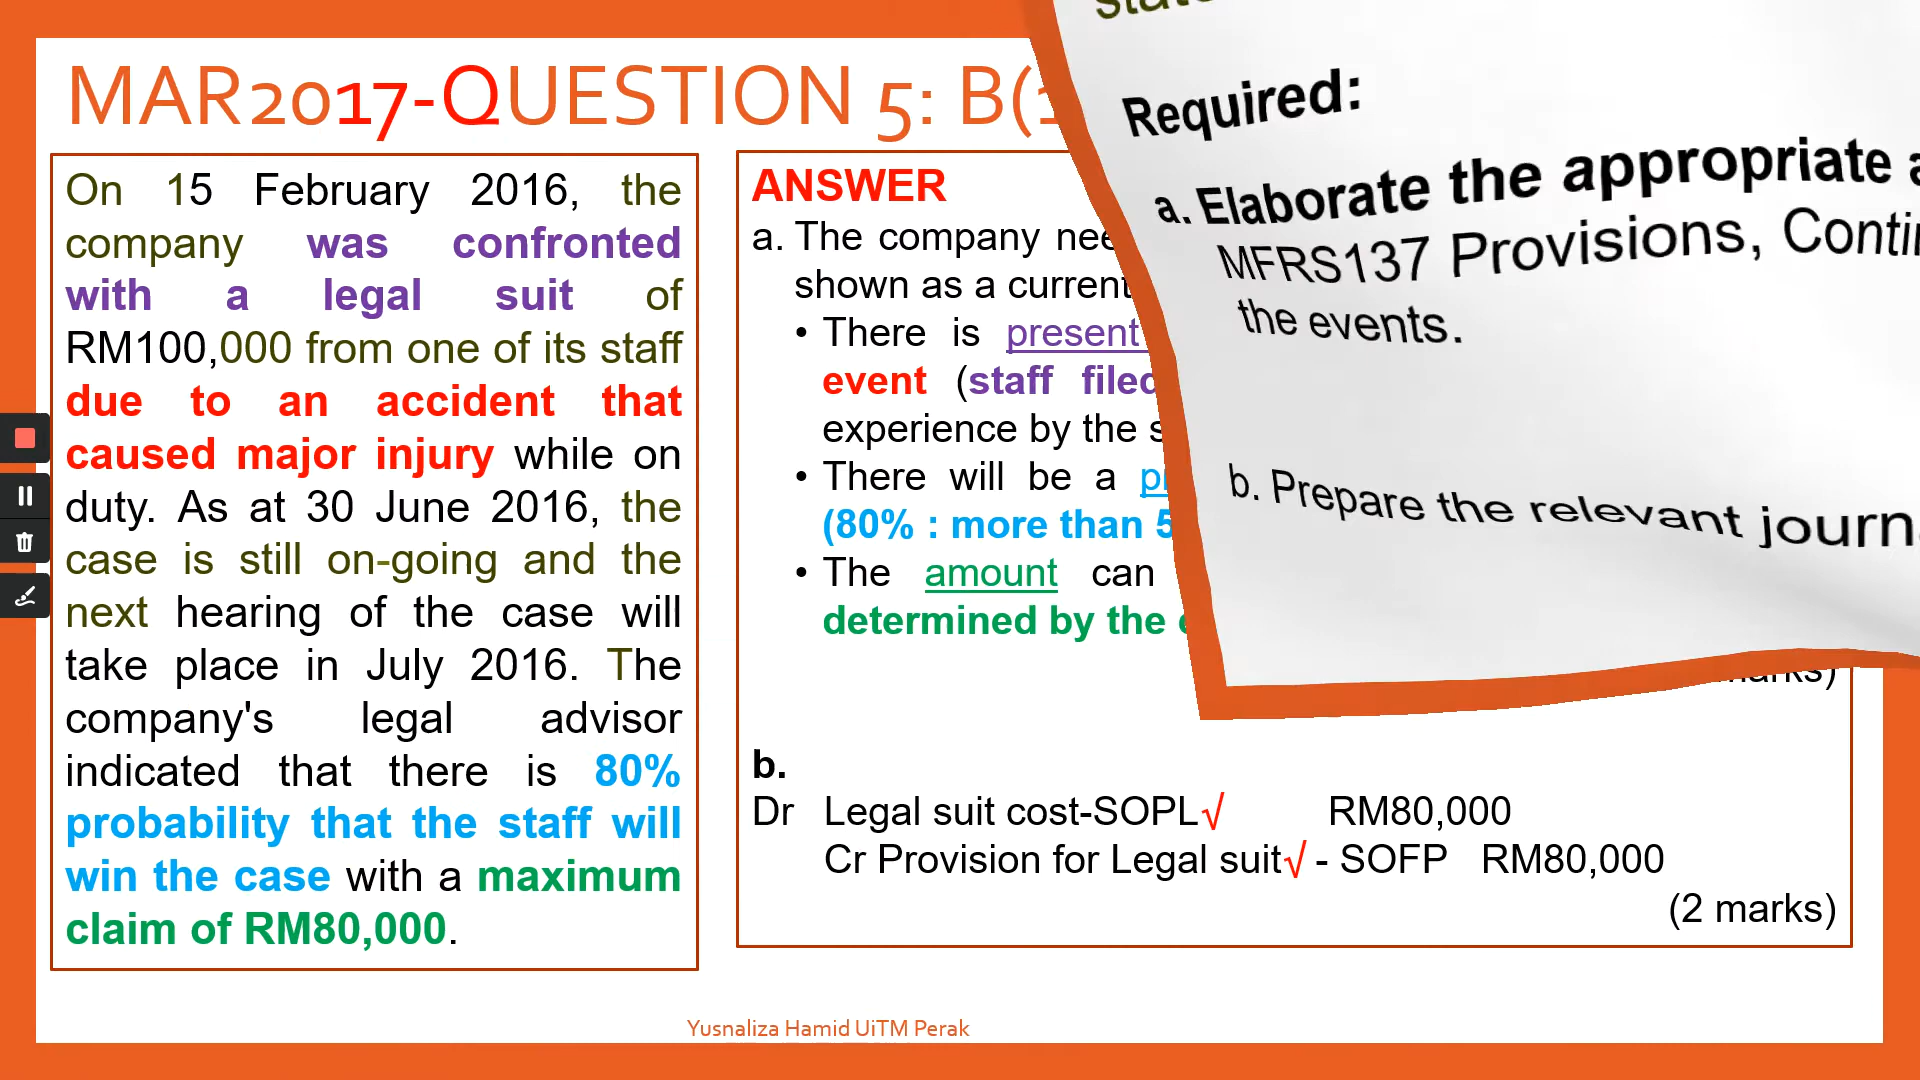 MAR2017-QUESTION 5: B(1
On 15 February 2016, the
company was confronted
with a legal suit of
RM100,000 from one of its staff
due to an accident that
caused major injury while on
duty. As at 30 June 2016, the
case is still on-going and the
next hearing of the case will
take place in July 2016. The
company's legal advisor
indicated that there is 80%
probability that the staff will
win the case with a maximum
claim of RM80,000.
ANSWER
a. The company
shown as a current
• There is present
event (staff filed
experience by the
• There will be a
(80% : more than
• The amount can
determined by the
b.
Dr Legal suit cost-SOPL√ RM80,000
Cr Provision for Legal suit√ - SOFP RM80,000
(2 marks)
Required:
a. Elaborate the appropriate
MFRS137 Provisions,
the events.
b. Prepare the relevant
Yusnaliza Hamid UiTM Perak